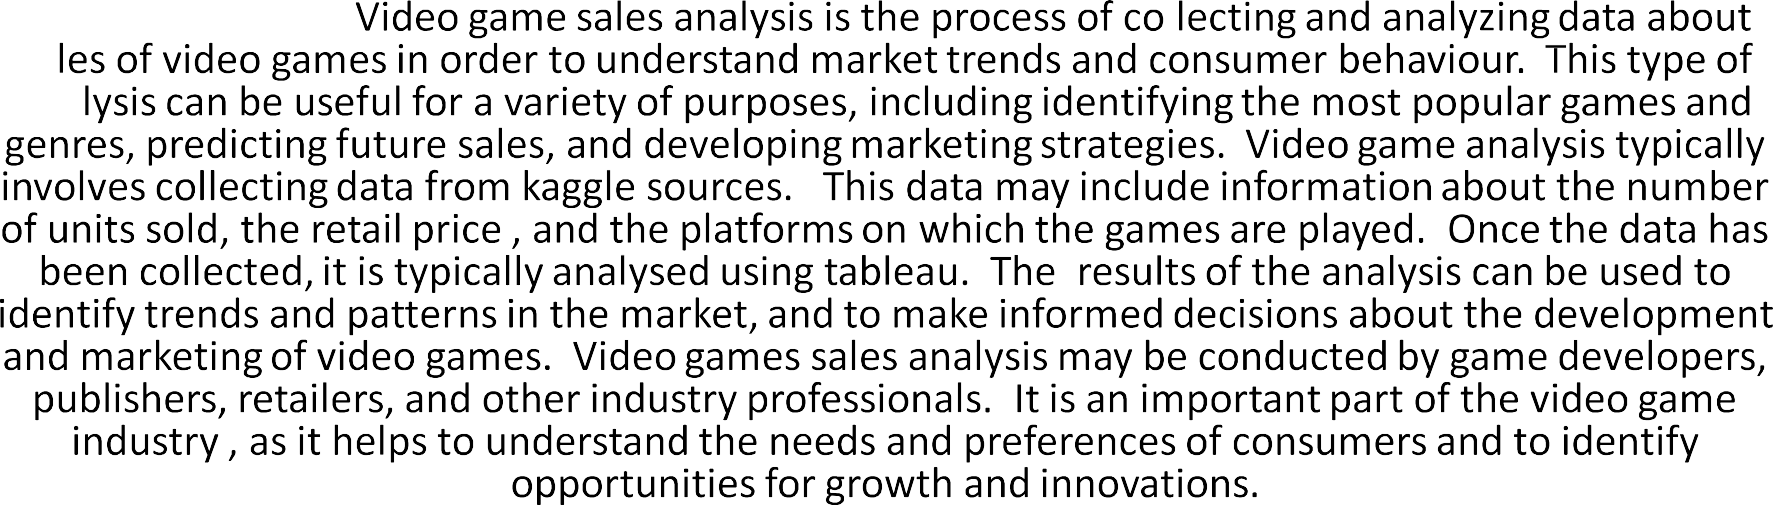 Video game sales analysis is the process of co lecting and analyzing data about
les of video games in order to understand market trends and consumer behaviour. This type of
lysis can be useful for a variety of purposes, including identifying the most popular games and
genres, predicting future sales, and developing marketing strategies. Video game analysis typically
involves collecting data from kaggle sources. This data may include information about the number
of units sold, the retail price , and the platforms on which the games are played. Once the data has
been collected, it is typically analysed using tableau. The results of the analysis can be used to
identify trends and patterns in the market, and to make informed decisions about the development
and marketing of video games. Video games sales analysis may be conducted by game developers,
publishers, retailers, and other industry professionals. It is an important part of the video game
industry , as it helps to understand the needs and preferences of consumers and to identify
opportunities for growth and innovations.